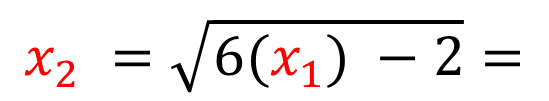 x₂ = √6(x₁) − 2 =